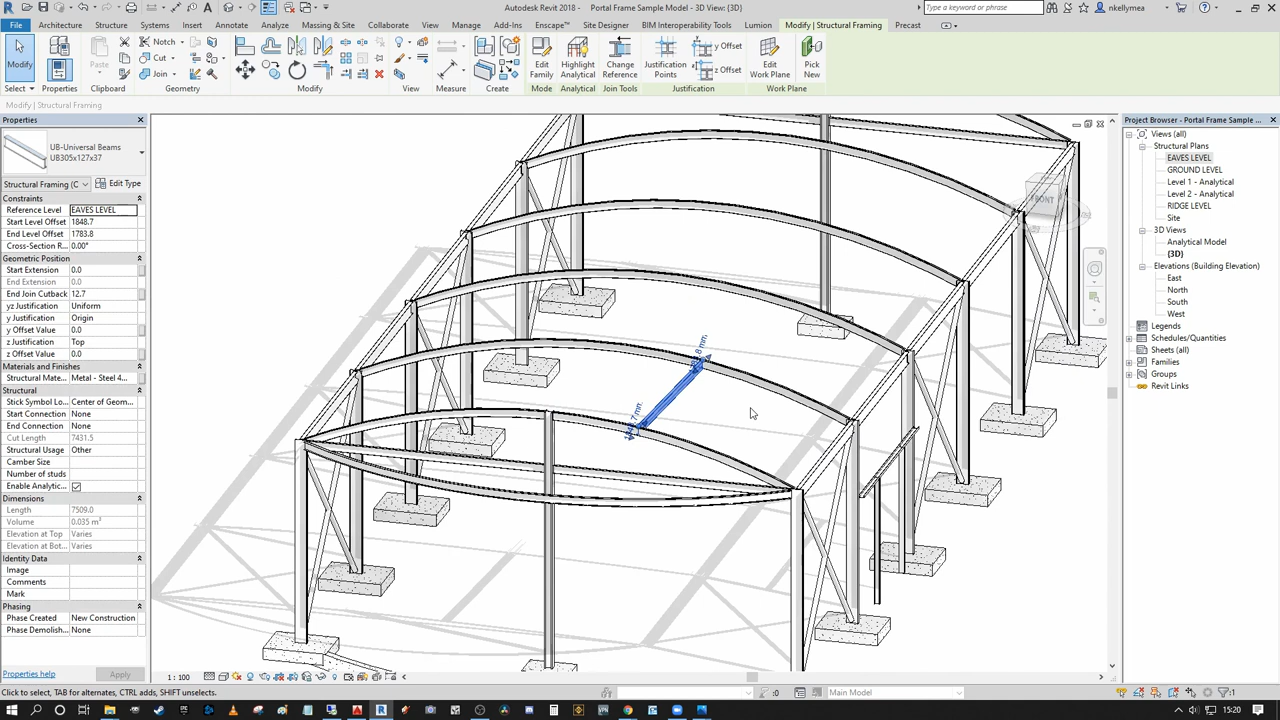 Autodesk Revit 2018 - Portal Frame Sample Model - 3D View: {3D}
Type a keyword or phrase
nkellymea
File
Architecture
Structure
Systems
Insert
Annotate
Analyze
Massing & Site
Collaborate
View
Manage
Add-Ins
Enscape™
Site Designer
BIM Interoperability Tools
Lumion
Modify | Structural Framing
Precast
Modify
Properties
Paste
Notch
Cut
Join
Edit
Family
Highlight
Analytical
Change
Reference
Justification
Points
y Offset
z Offset
Edit
Work Plane
Pick
New
Select
Properties
Clipboard
Geometry
Modify
View
Measure
Create
Mode
Analytical
Join Tools
Justification
Work Plane
Modify | Structural Framing
Properties
UB-Universal Beams
UB305x127x37
Structural Framing (C
Edit Type
Constraints
Reference Level EAVES LEVEL
Start Level Offset 1848.7
End Level Offset 1783.8
Cross-Section R... 0.00°
Geometric Position
Start Extension 0.0
End Extension 0.0
End Join Cutback 12.7
yz Justification Uniform
y Justification Origin
y Offset Value 0.0
z Justification Top
z Offset Value 0.0
Materials and Finishes
Structural Mate... Metal - Steel 4...
Structural
Stick Symbol Loc... Center of Geom...
Start Connection None
End Connection None
Cut Length 7431.5
Structural Usage Other
Camber Size
Number of studs
Enable Analytic...
Dimensions
Length 7509.0
Volume 0.035 m³
Elevation at Top Varies
Elevation at Bot... Varies
Identity Data
Image
Comments
Mark
Phasing
Phase Created New Construction
Phase Demolish... None
Properties help
Apply
FRONT
Project Browser - Portal Frame Sample ...
Views (all)
Structural Plans
EAVES LEVEL
GROUND LEVEL
Level 1 - Analytical
Level 2 - Analytical
RIDGE LEVEL
Site
3D Views
Analytical Model
{3D}
Elevations (Building Elevation)
East
North
South
West
Legends
Schedules/Quantities
Sheets (all)
Families
Groups
Revit Links
1 : 100
Click to select, TAB for alternates, CTRL adds, SHIFT unselects.
:0
Main Model
:1
15:20